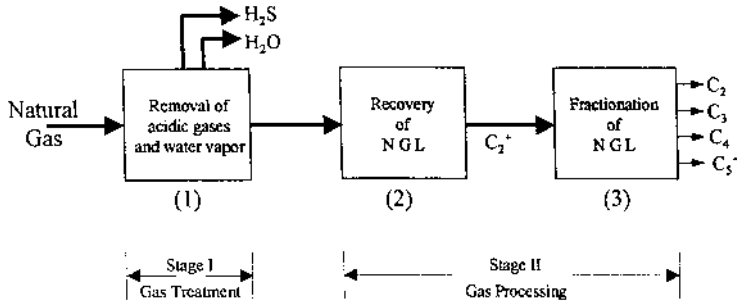 H₂S
H₂O
Natural
Gas
Removal of
acidic gases
and water vapor
(1)
Recovery
of
N G L
(2)
C₂⁺
Fractionation
of
N G L
(3)
C₂
C₃
C₄
C₅⁺
Stage I
Gas Treatment
Stage II
Gas Processing